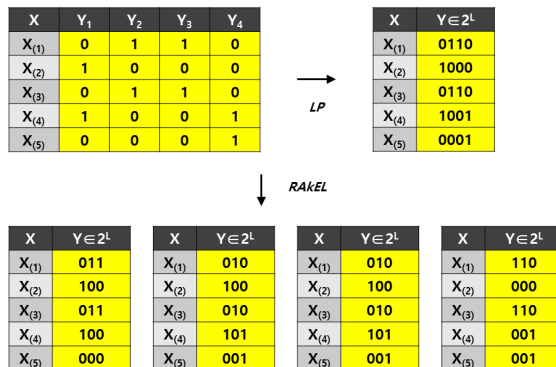 X Y₁ Y₂ Y₃ Y₄
X₍₁₎ 0 1 1 0
X₍₂₎ 1 0 0 0
X₍₃₎ 0 1 1 0
X₍₄₎ 1 0 0 1
X₍₅₎ 0 0 0 1
LP
X Y∈2ᴸ
X₍₁₎ 0110
X₍₂₎ 1000
X₍₃₎ 0110
X₍₄₎ 1001
X₍₅₎ 0001
RAkEL
X Y∈2ᴸ
X₍₁₎ 011
X₍₂₎ 100
X₍₃₎ 011
X₍₄₎ 100
X₍₅₎ 000
X Y∈2ᴸ
X₍₁₎ 010
X₍₂₎ 100
X₍₃₎ 010
X₍₄₎ 101
X₍₅₎ 001
X Y∈2ᴸ
X₍₁₎ 010
X₍₂₎ 100
X₍₃₎ 010
X₍₄₎ 101
X₍₅₎ 001
X Y∈2ᴸ
X₍₁₎ 110
X₍₂₎ 000
X₍₃₎ 110
X₍₄₎ 001
X₍₅₎ 001